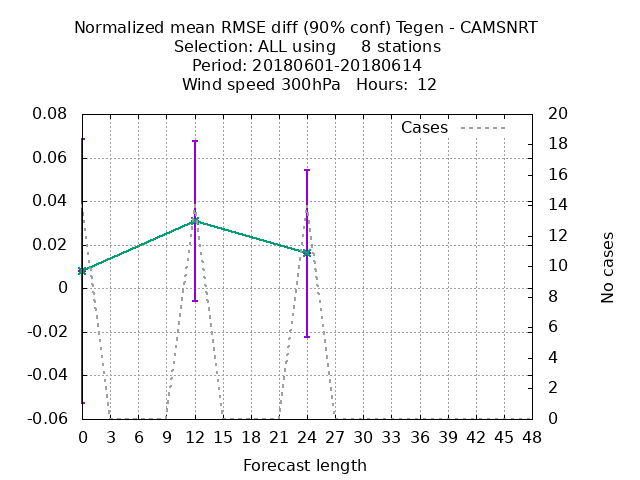 Normalized mean RMSE diff (90% conf) Tegen - CAMSNRT
Selection: ALL using     8 stations
Period: 20180601-20180614
Wind speed 300hPa   Hours:  12
Cases
0.08
0.06
0.04
0.02
0
-0.02
-0.04
-0.06
20
18
16
14
12
10
8
6
4
2
0
No cases
0 3 6 9 12 15 18 21 24 27 30 33 36 39 42 45 48
Forecast length